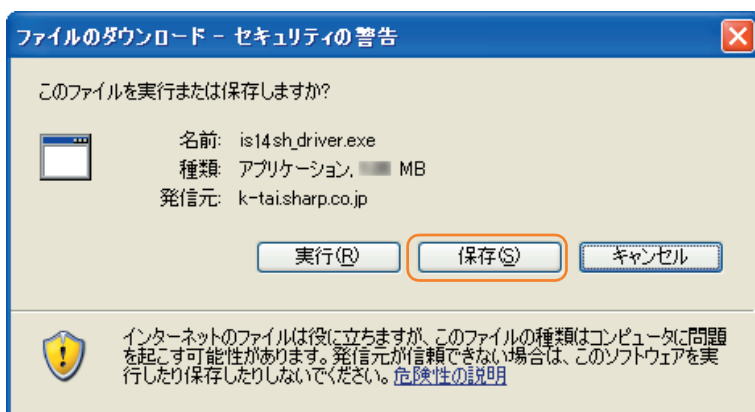 ファイルのダウンロード - セキュリティの警告
このファイルを実行または保存しますか?
名前: is14sh_driver.exe
種類: アプリケーション, MB
発信元: k-tai.sharp.co.jp
実行(R) 保存(S) キャンセル
インターネットのファイルは役に立ちますが、このファイルの種類はコンピュータに問題
を起こす可能性があります。発信元が信頼できない場合は、このソフトウェアを実
行したり保存したりしないでください。危険性の説明